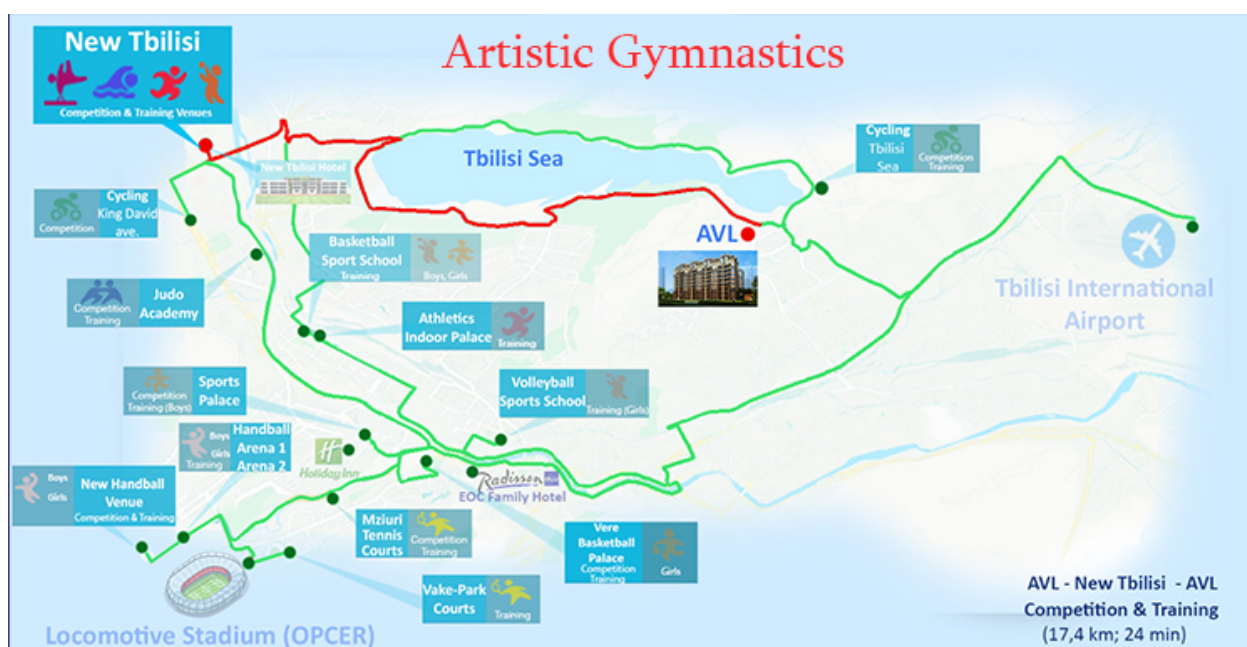 Artistic Gymnastics
New Tbilisi
Competition & Training Venues
New Tbilisi Hotel
Tbilisi Sea
Cycling
Tbilisi
Sea
Competition
Training
Cycling
King David
ave.
Competition
AVL
Tbilisi International
Airport
Basketball
Sport School
Training
Boys, Girls
Judo
Academy
Competition
Training
Athletics
Indoor Palace
Training
Sports
Palace
Competition
Training (Boys)
Volleyball
Sports School
Training (Girls)
Handball
Arena 1
Arena 2
Boys
Girls
Training
H
Holiday Inn
Radisson
BLU
EOC Family Hotel
Boys
Girls
New Handball
Venue
Competition & Training
Mziuri
Tennis
Courts
Competition
Training
Vere
Basketball
Palace
Competition
Training
Girls
Vake-Park
Courts
Training
Locomotive Stadium (OPCER)
AVL - New Tbilisi - AVL
Competition & Training
(17,4 km; 24 min)